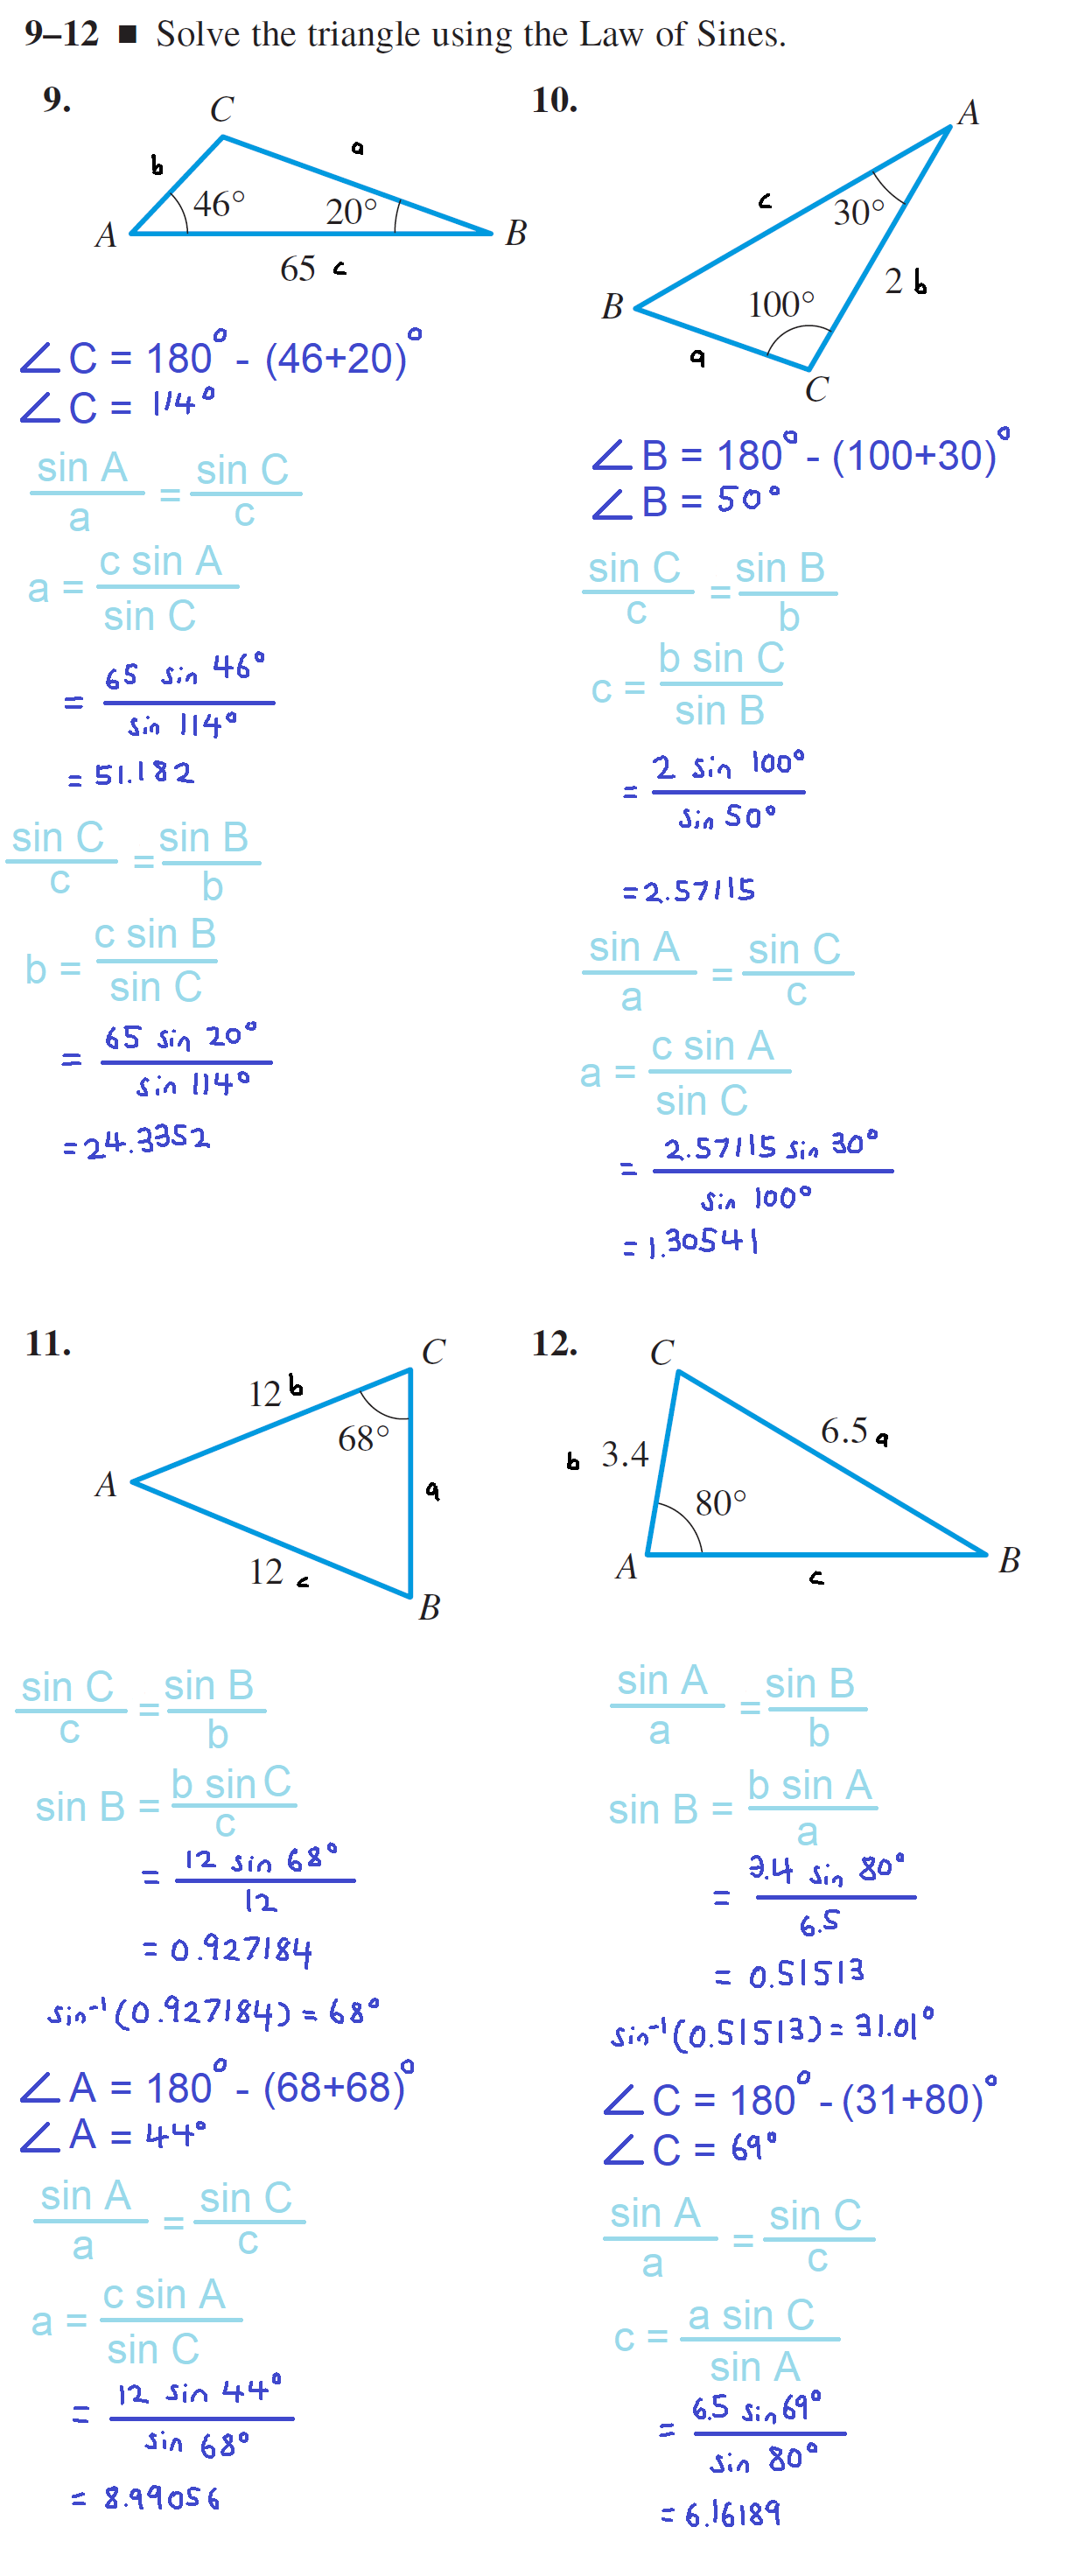 9–12 ■ Solve the triangle using the Law of Sines.
9.
C
b
a
46°
20°
A
B
65 c
∠C = 180° - (46+20)°
∠C = 114°
sin A / a = sin C / c
a = c sin A / sin C
= 65 sin 46° / sin 114°
= 51.182
sin C / c = sin B / b
b = c sin B / sin C
= 65 sin 20° / sin 114°
= 24.3352
10.
A
c
30°
2 b
B
100°
a
C
∠B = 180° - (100+30)°
∠B = 50°
sin C / c = sin B / b
c = b sin C / sin B
= 2 sin 100° / sin 50°
= 2.57115
sin A / a = sin C / c
a = c sin A / sin C
= 2.57115 sin 30° / sin 100°
= 1.30541
11.
C
12 b
68°
A
a
12 c
B
sin C / c = sin B / b
sin B = b sin C / c
= 12 sin 68° / 12
= 0.927184
sin⁻¹(0.927184) = 68°
∠A = 180° - (68+68)°
∠A = 44°
sin A / a = sin C / c
a = c sin A / sin C
= 12 sin 44° / sin 68°
= 8.99056
12.
C
6.5 a
b 3.4
80°
A
B
c
sin A / a = sin B / b
sin B = b sin A / a
= 3.4 sin 80° / 6.5
= 0.51513
sin⁻¹(0.51513) = 31.01°
∠C = 180° - (31+80)°
∠C = 69°
sin A / a = sin C / c
c = a sin C / sin A
= 6.5 sin 69° / sin 80°
= 6.16189